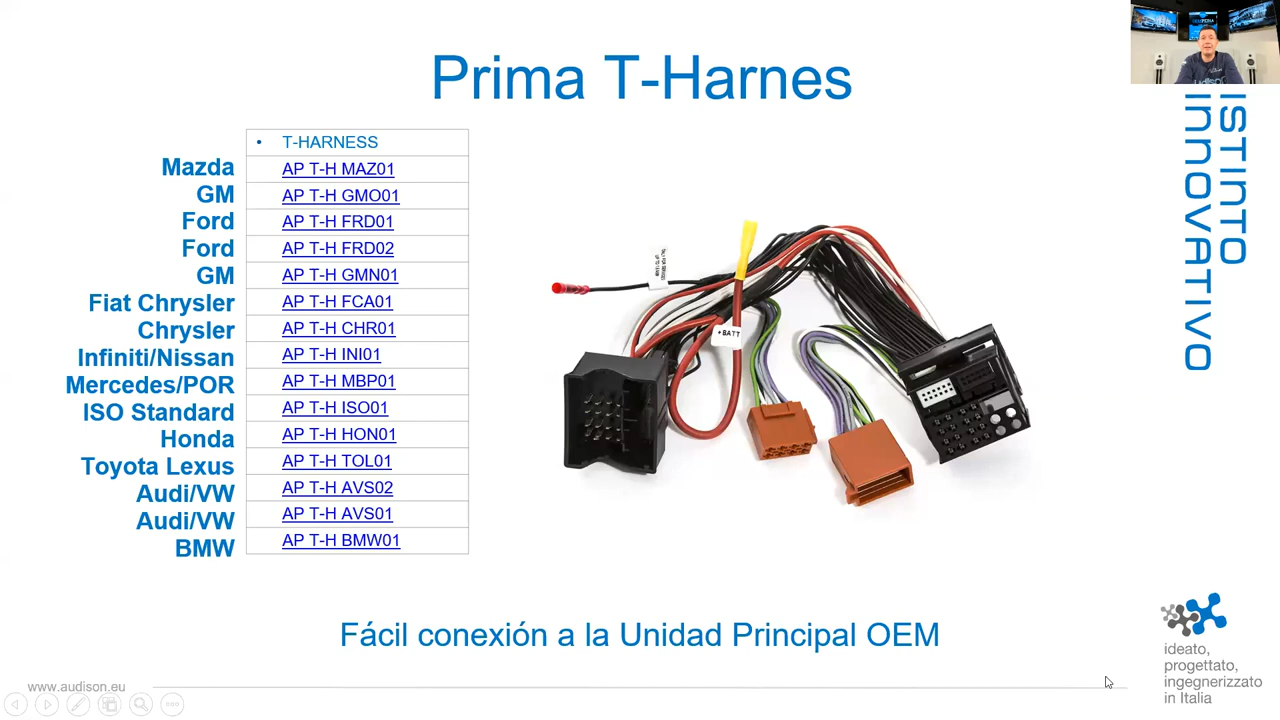 Prima T-Harnes
• T-HARNESS
Mazda AP T-H MAZ01
GM AP T-H GMO01
Ford AP T-H FRD01
Ford AP T-H FRD02
GM AP T-H GMN01
Fiat Chrysler AP T-H FCA01
Chrysler AP T-H CHR01
Infiniti/Nissan AP T-H INI01
Mercedes/POR AP T-H MBP01
ISO Standard AP T-H ISO01
Honda AP T-H HON01
Toyota Lexus AP T-H TOL01
Audi/VW AP T-H AVS02
Audi/VW AP T-H AVS01
BMW AP T-H BMW01
+BATT
ISTINTO
INNOVATIVO
Fácil conexión a la Unidad Principal OEM
www.audison.eu
ideato,
progettato,
ingegnerizzato
in Italia